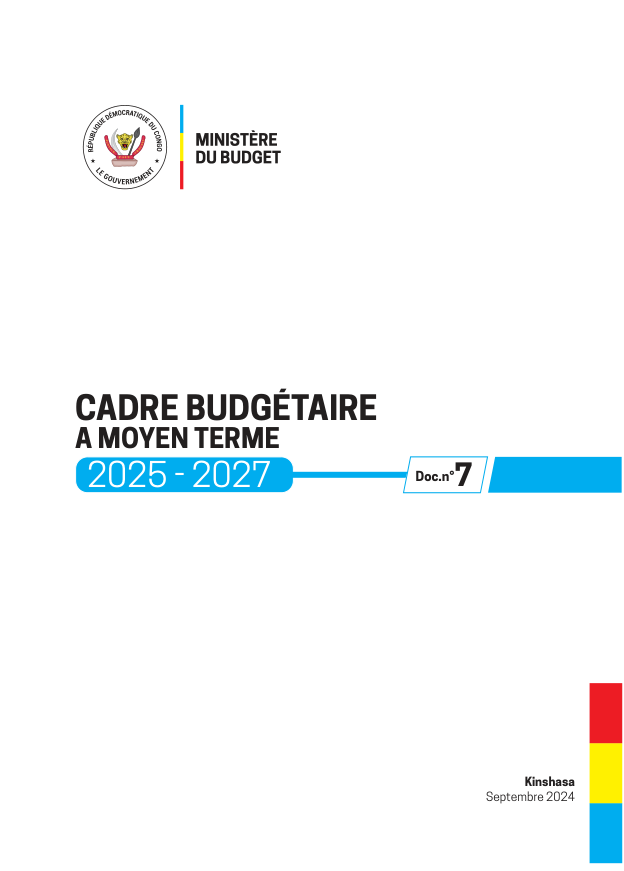 RÉPUBLIQUE DÉMOCRATIQUE DU CONGO
LE GOUVERNEMENT
MINISTÈRE
DU BUDGET
CADRE BUDGÉTAIRE
A MOYEN TERME
2025 - 2027
Doc.n°7
Kinshasa
Septembre 2024